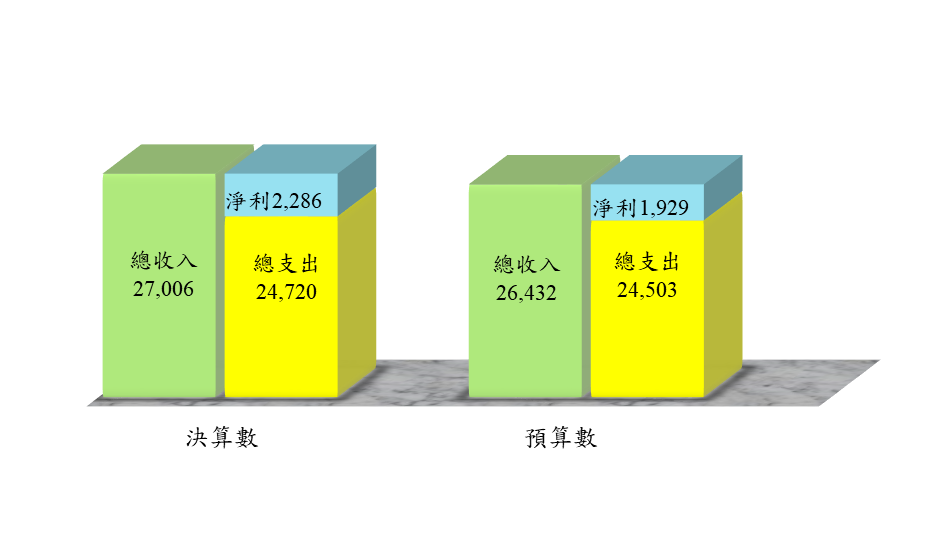 淨利2,286
總收入
27,006
總支出
24,720
決算數
淨利1,929
總收入
26,432
總支出
24,503
預算數